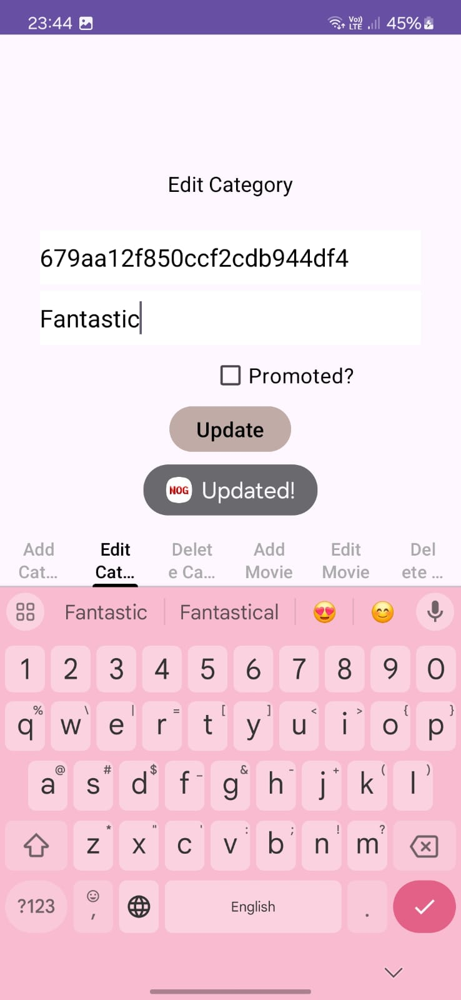 23:44 Vo)) LTE 45%
Edit Category
679aa12f850ccf2cdb944df4
Fantastic
Promoted?
Update
NOG Updated!
Add Cat... Edit Cat... Delet e Ca... Add Movie Edit Movie Del ete ...
Fantastic Fantastical
1 2 3 4 5 6 7 8 9 0
% \ | = [ ] < > { }
q w e r t y u i o p
@ # $ _ & - + ( )
a s d f g h j k l
* " ' : ; ! ?
z x c v b n m
?123 , English .